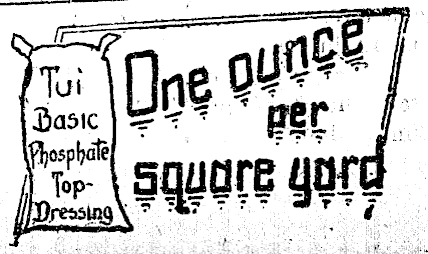 Tui
Basic
Phosphate
Top-
Dressing
One ounce
per
square yard